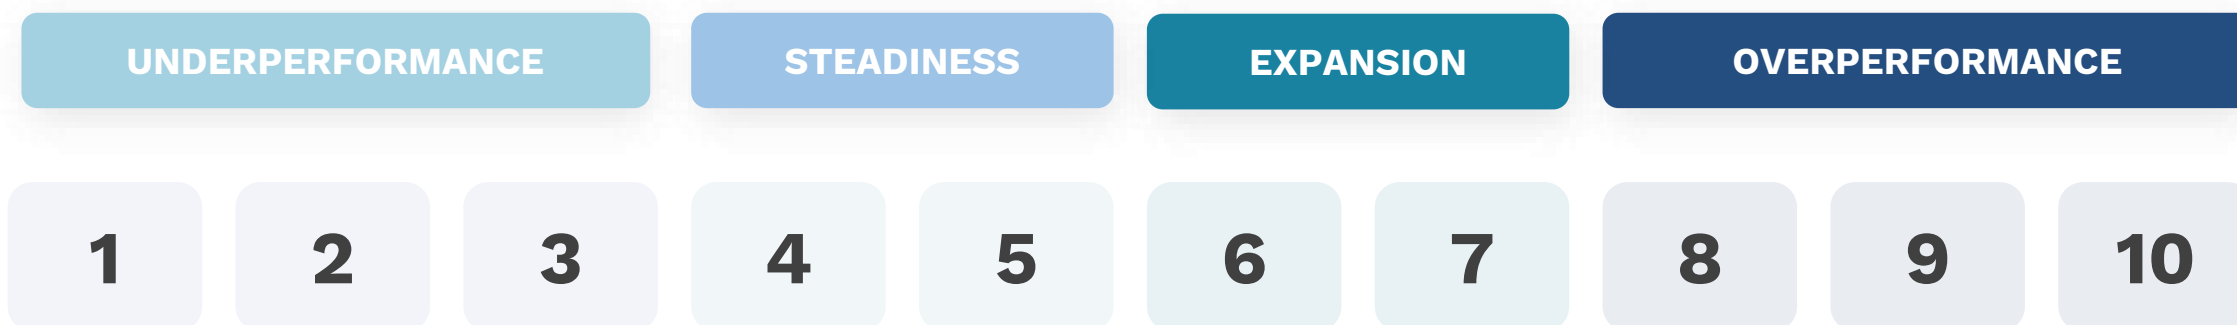 UNDERPERFORMANCE STEADINESS EXPANSION OVERPERFORMANCE
1 2 3 4 5 6 7 8 9 10